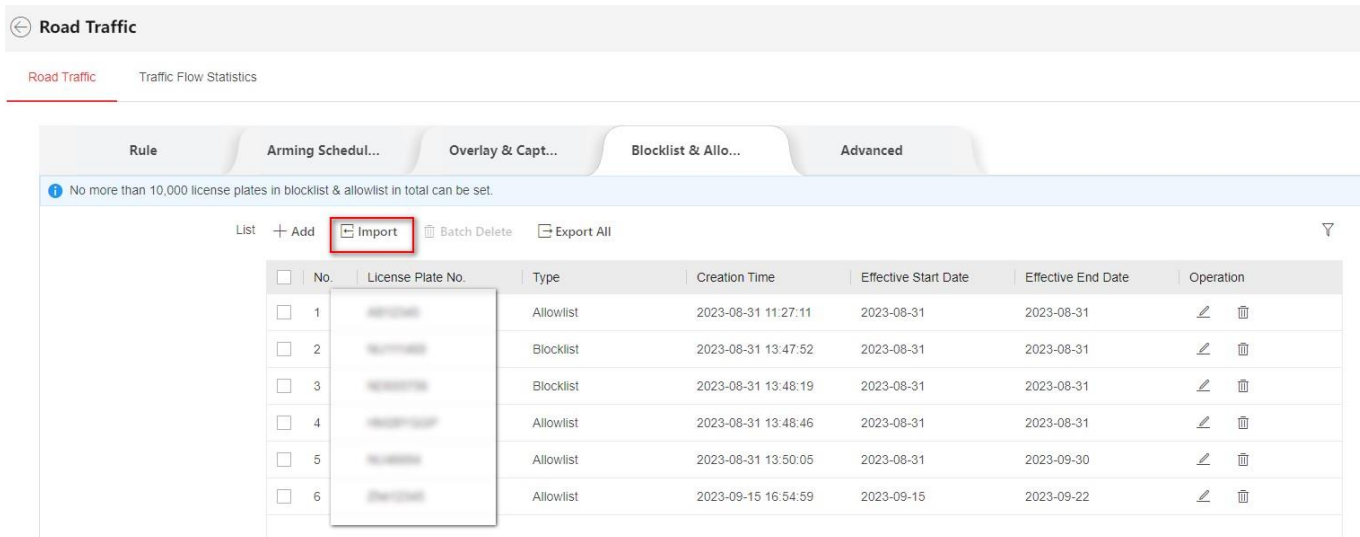 Road Traffic
Road Traffic Traffic Flow Statistics
Rule Arming Schedul... Overlay & Capt... Blocklist & Allo... Advanced
No more than 10,000 license plates in blocklist & allowlist in total can be set.
List Add Import Batch Delete Export All
No. License Plate No. Type Creation Time Effective Start Date Effective End Date Operation
1 Allowlist 2023-08-31 11:27:11 2023-08-31 2023-08-31
2 Blocklist 2023-08-31 13:47:52 2023-08-31 2023-08-31
3 Blocklist 2023-08-31 13:48:19 2023-08-31 2023-08-31
4 Allowlist 2023-08-31 13:48:46 2023-08-31 2023-08-31
5 Allowlist 2023-08-31 13:50:05 2023-08-31 2023-09-30
6 Allowlist 2023-09-15 16:54:59 2023-09-15 2023-09-22